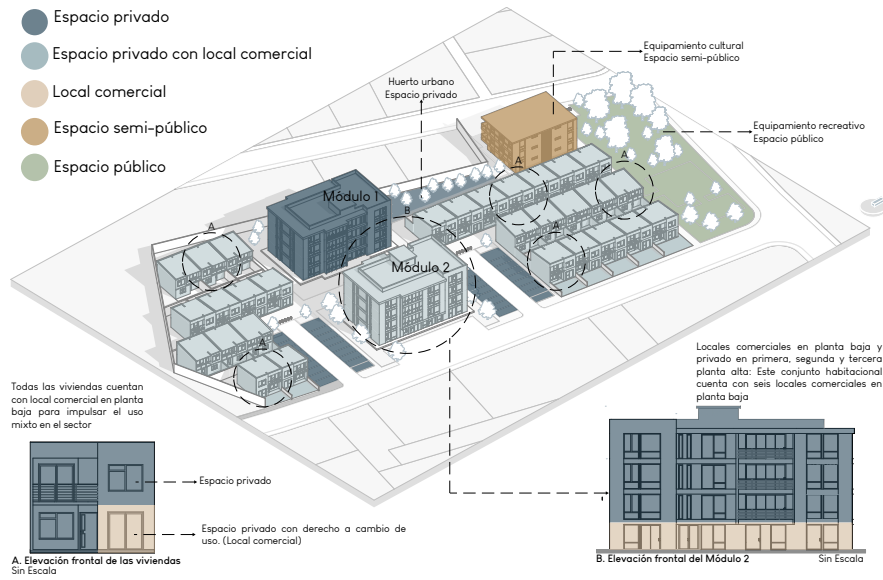 Espacio privado
Espacio privado con local comercial
Local comercial
Espacio semi-público
Espacio público
Equipamiento cultural
Espacio semi-público
Huerto urbano
Espacio privado
Equipamiento recreativo
Espacio público
A
A
Módulo 1
B
A
A
Módulo 2
A
Todas las viviendas cuentan
con local comercial en planta
baja para impulsar el uso
mixto en el sector
Espacio privado
Espacio privado con derecho a cambio de
uso. (Local comercial)
A. Elevación frontal de las viviendas
Sin Escala
Locales comerciales en planta baja y
privado en primera, segunda y tercera
planta alta: Este conjunto habitacional
cuenta con seis locales comerciales en
planta baja
B. Elevación frontal del Módulo 2
Sin Escala